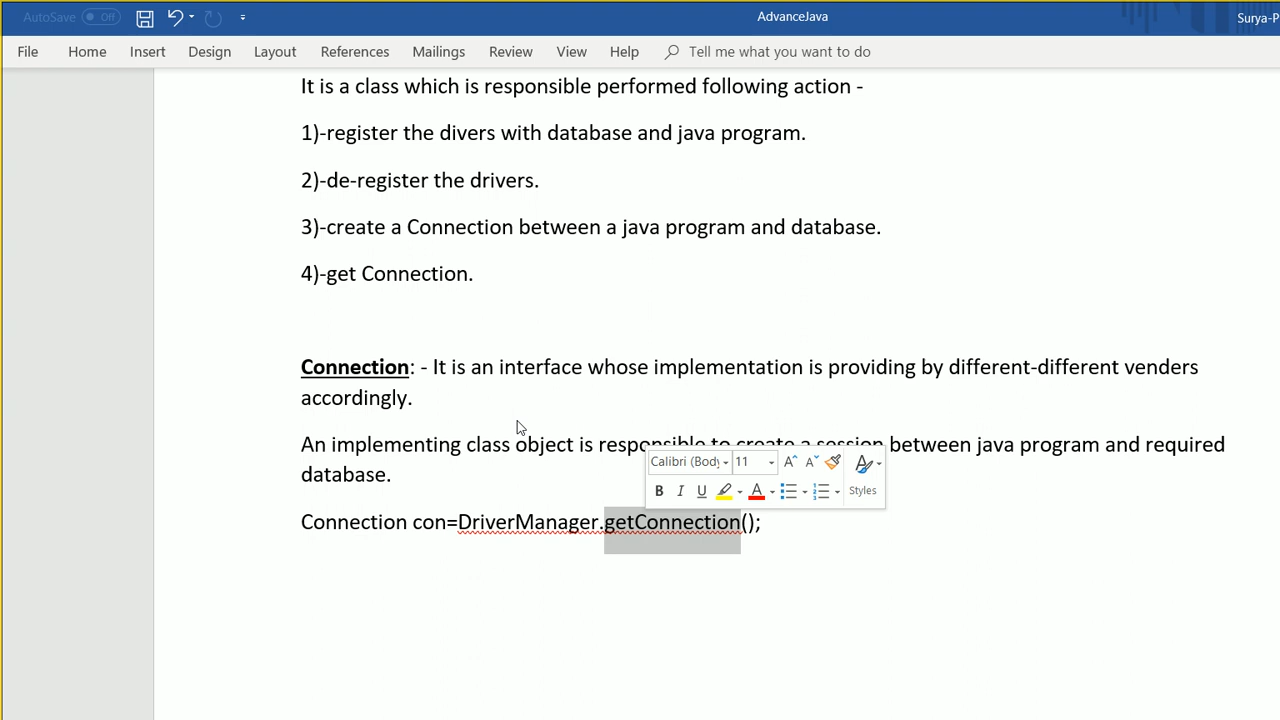 AutoSave Off AdvanceJava Surya-P
File Home Insert Design Layout References Mailings Review View Help Tell me what you want to do
It is a class which is responsible performed following action -
1)-register the divers with database and java program.
2)-de-register the drivers.
3)-create a Connection between a java program and database.
4)-get Connection.
Connection: - It is an interface whose implementation is providing by different-different venders
accordingly.
An implementing class object is responsible to create a session between java program and required
database.
Calibri (Body 11
B I U A Styles
Connection con=DriverManager.getConnection();